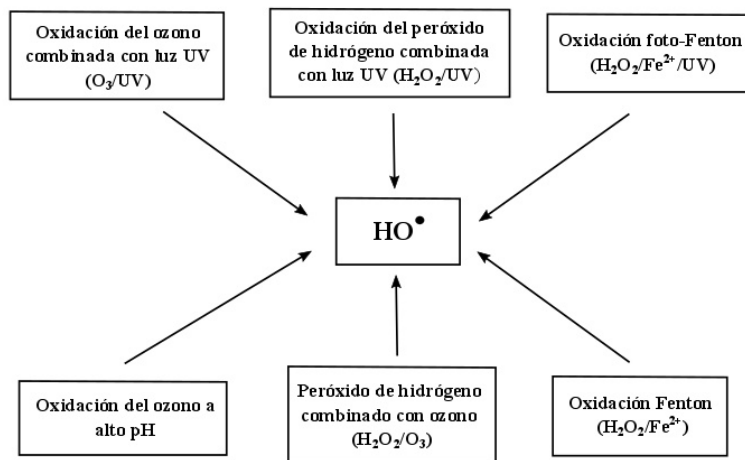 Oxidación del ozono
combinada con luz UV
(O₃/UV)
Oxidación del peróxido
de hidrógeno combinada
con luz UV (H₂O₂/UV)
Oxidación foto-Fenton
(H₂O₂/Fe²⁺/UV)
HO•
Oxidación del ozono a
alto pH
Peróxido de hidrógeno
combinado con ozono
(H₂O₂/O₃)
Oxidación Fenton
(H₂O₂/Fe²⁺)